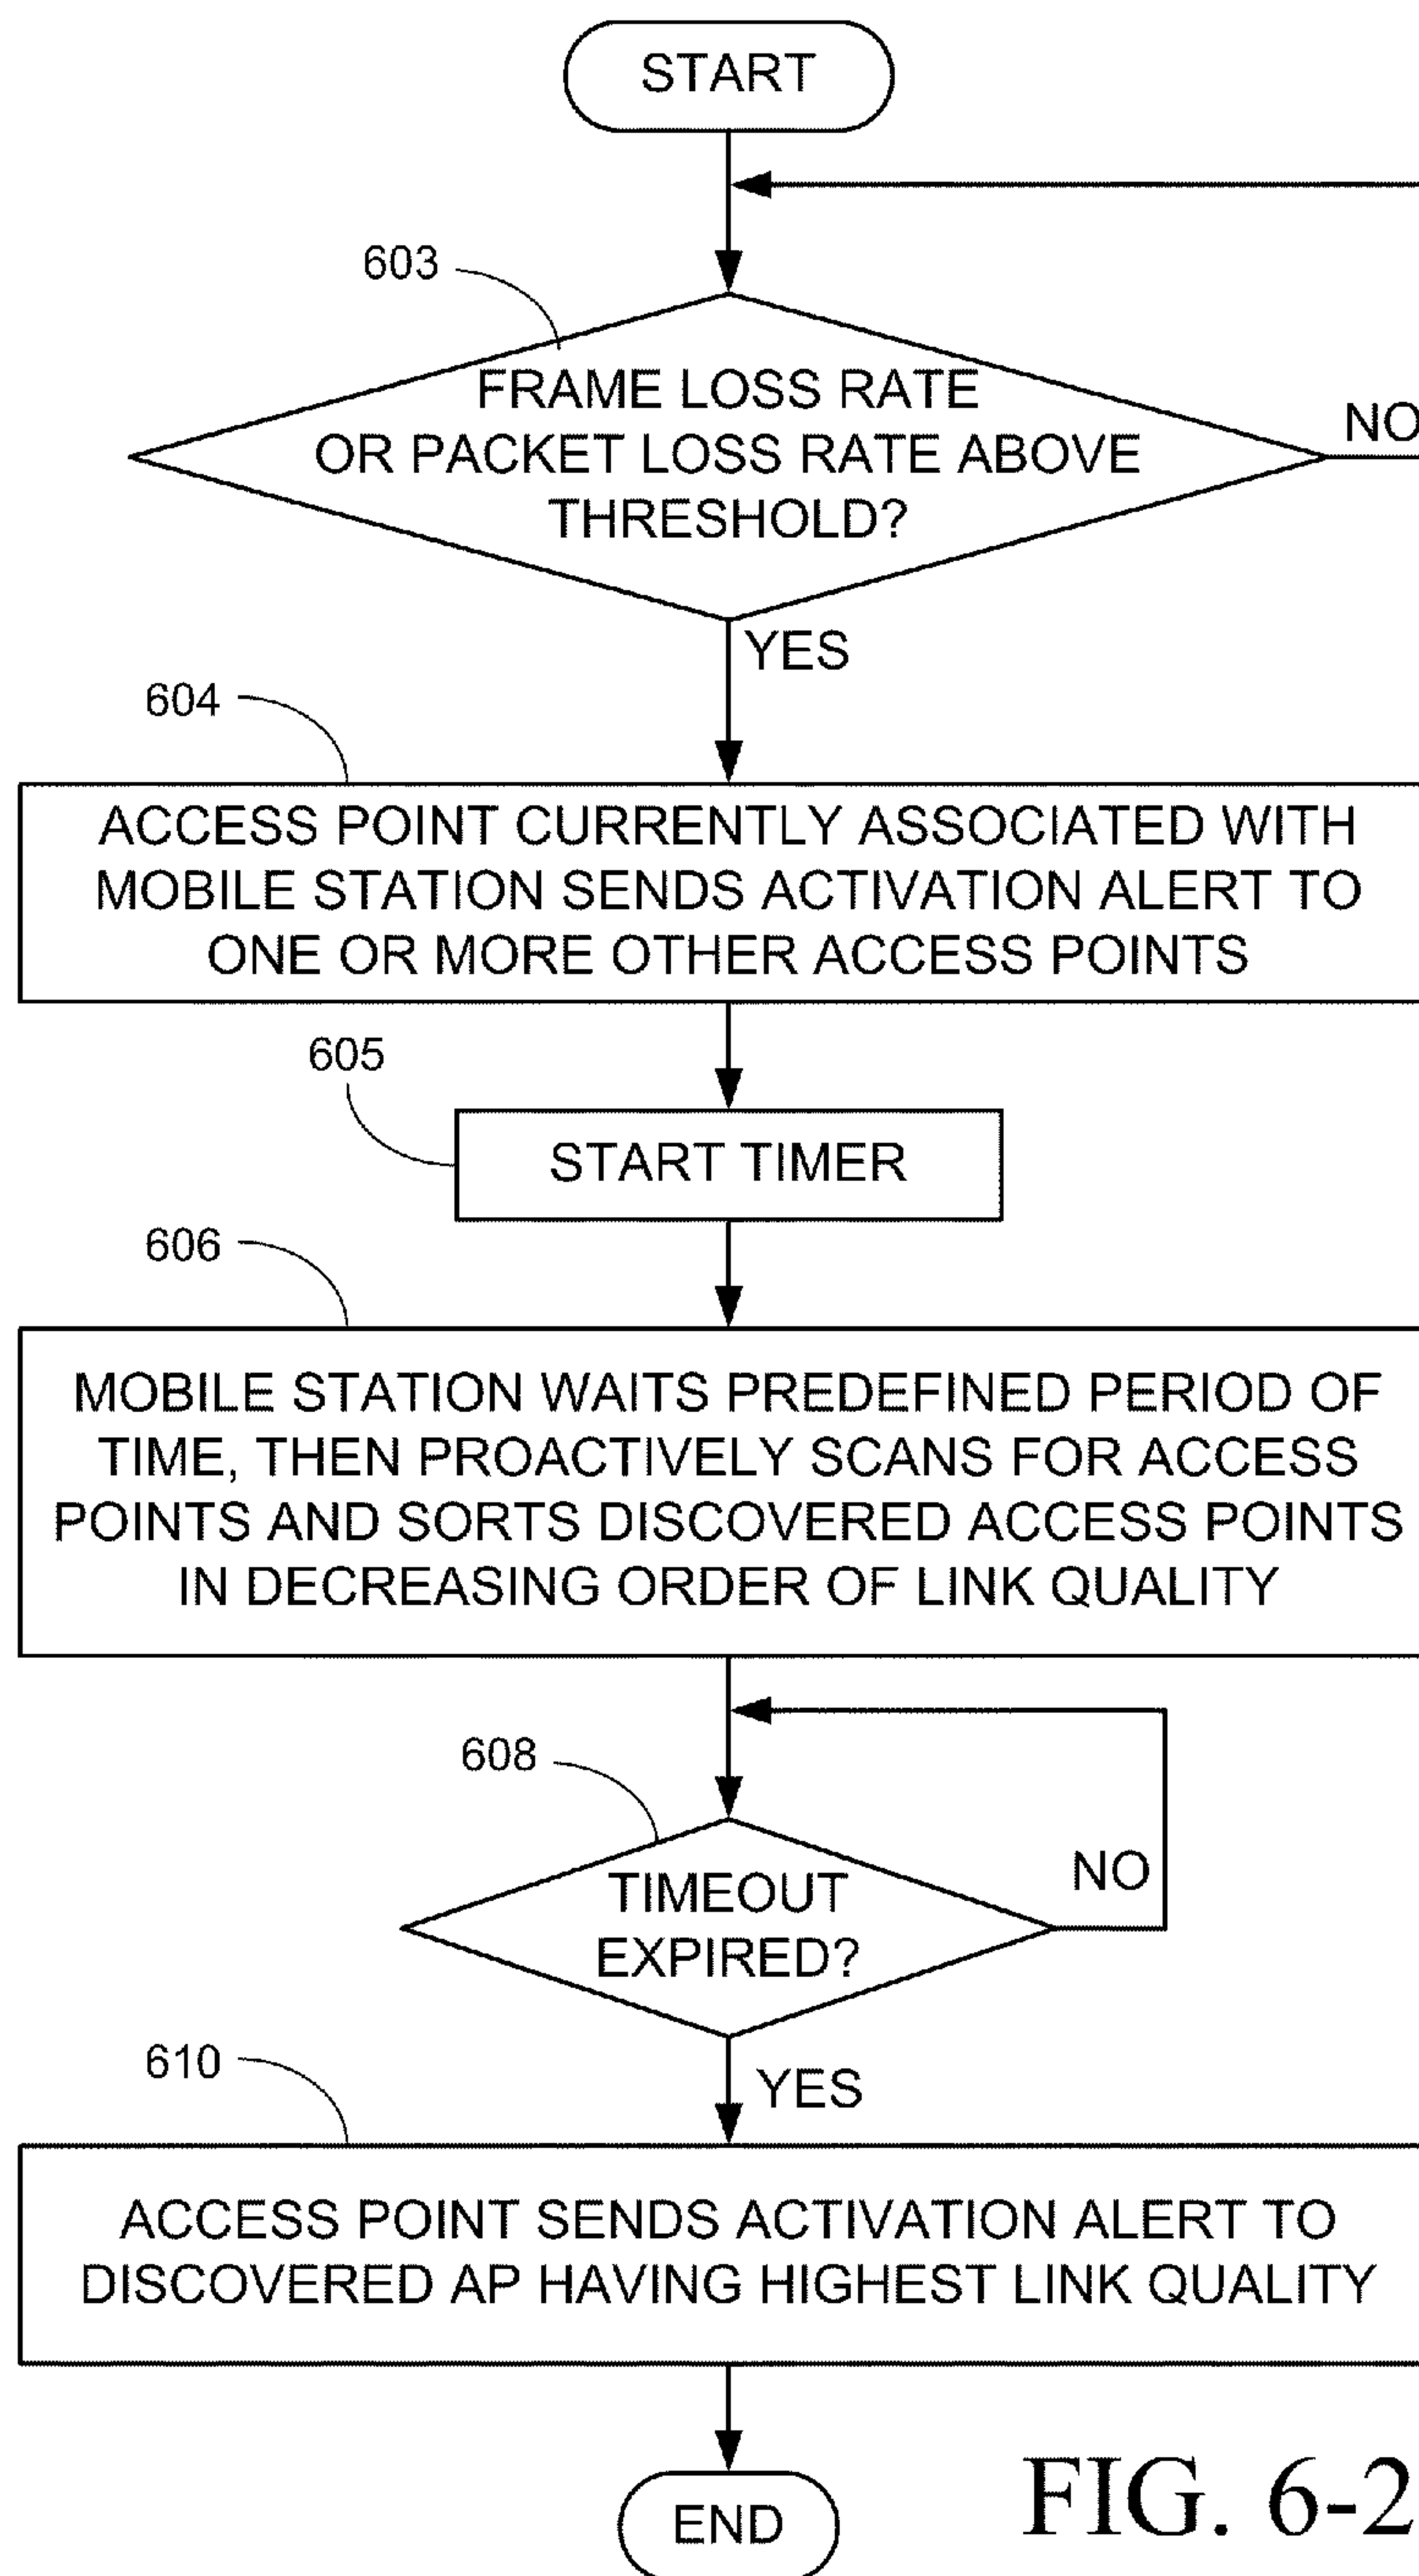 START
603
FRAME LOSS RATE
OR PACKET LOSS RATE ABOVE
THRESHOLD?
NO
YES
604
ACCESS POINT CURRENTLY ASSOCIATED WITH
MOBILE STATION SENDS ACTIVATION ALERT TO
ONE OR MORE OTHER ACCESS POINTS
605
START TIMER
606
MOBILE STATION WAITS PREDEFINED PERIOD OF
TIME, THEN PROACTIVELY SCANS FOR ACCESS
POINTS AND SORTS DISCOVERED ACCESS POINTS
IN DECREASING ORDER OF LINK QUALITY
608
TIMEOUT
EXPIRED?
NO
YES
610
ACCESS POINT SENDS ACTIVATION ALERT TO
DISCOVERED AP HAVING HIGHEST LINK QUALITY
END
FIG. 6-2